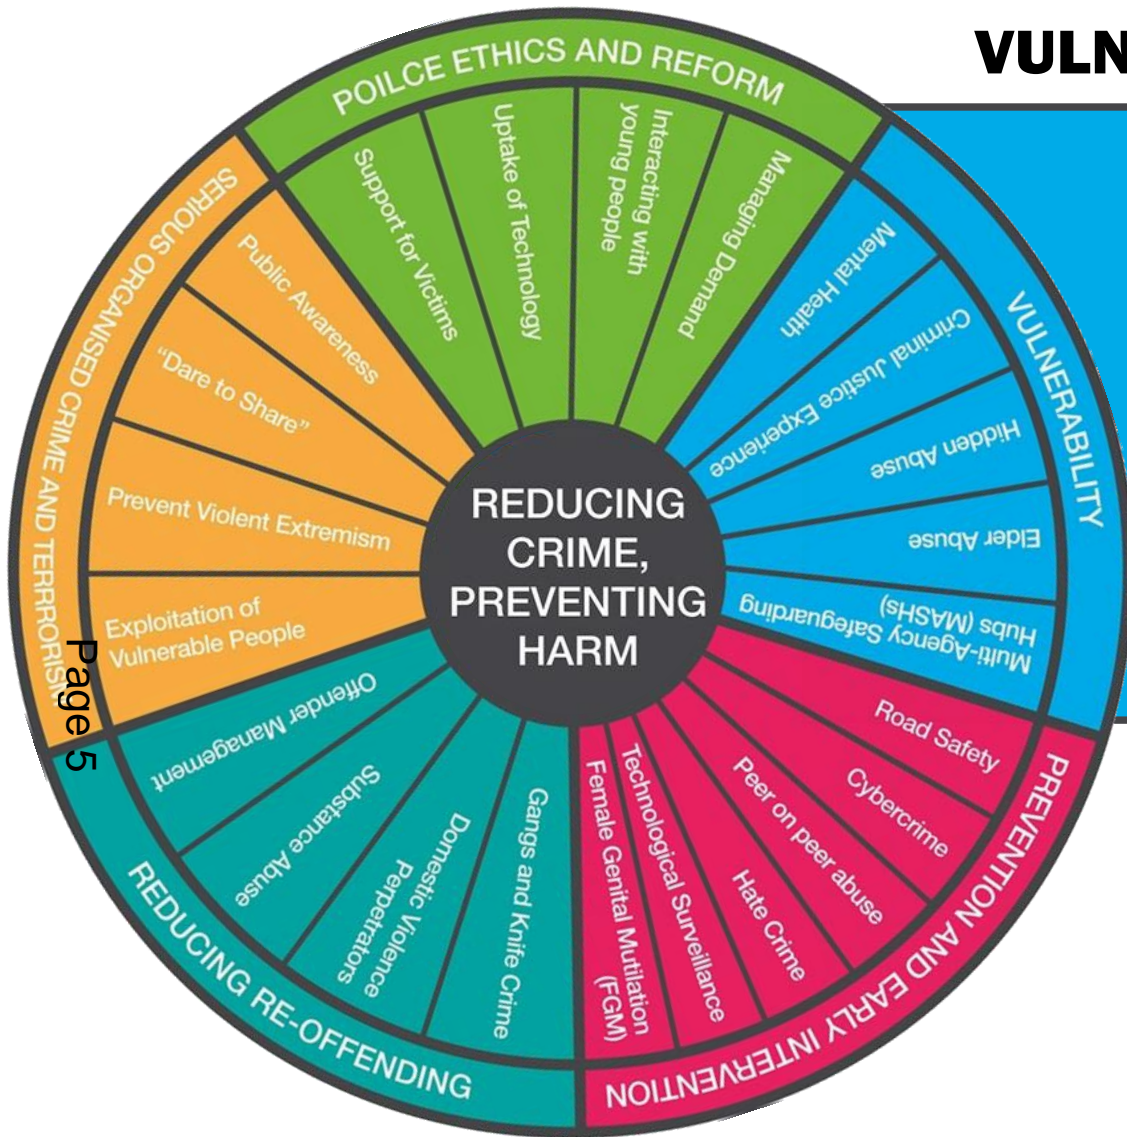 VULN
POILCE ETHICS AND REFORM
Support for Victims
Uptake of Technology
Interacting with
young people
Managing Demand
VULNERABILITY
Mental Health
Criminal Justice Experience
Hidden Abuse
Elder Abuse
Multi-Agency Safeguarding
Hubs (MASHs)
PREVENTION AND EARLY INTERVENTION
Road Safety
Cybercrime
Peer on peer abuse
Hate Crime
Technological Surveillance
Female Genital Mutilation
(FGM)
REDUCING RE-OFFENDING
Gangs and Knife Crime
Domestic Violence
Perpetrators
Substance Abuse
Offender Management
SERIOUS ORGANISED CRIME AND TERRRORISM
Exploitation of
Vulnerable People
Prevent Violent Extremism
“Dare to Share”
Public Awareness
REDUCING
CRIME,
PREVENTING
HARM
Page 5